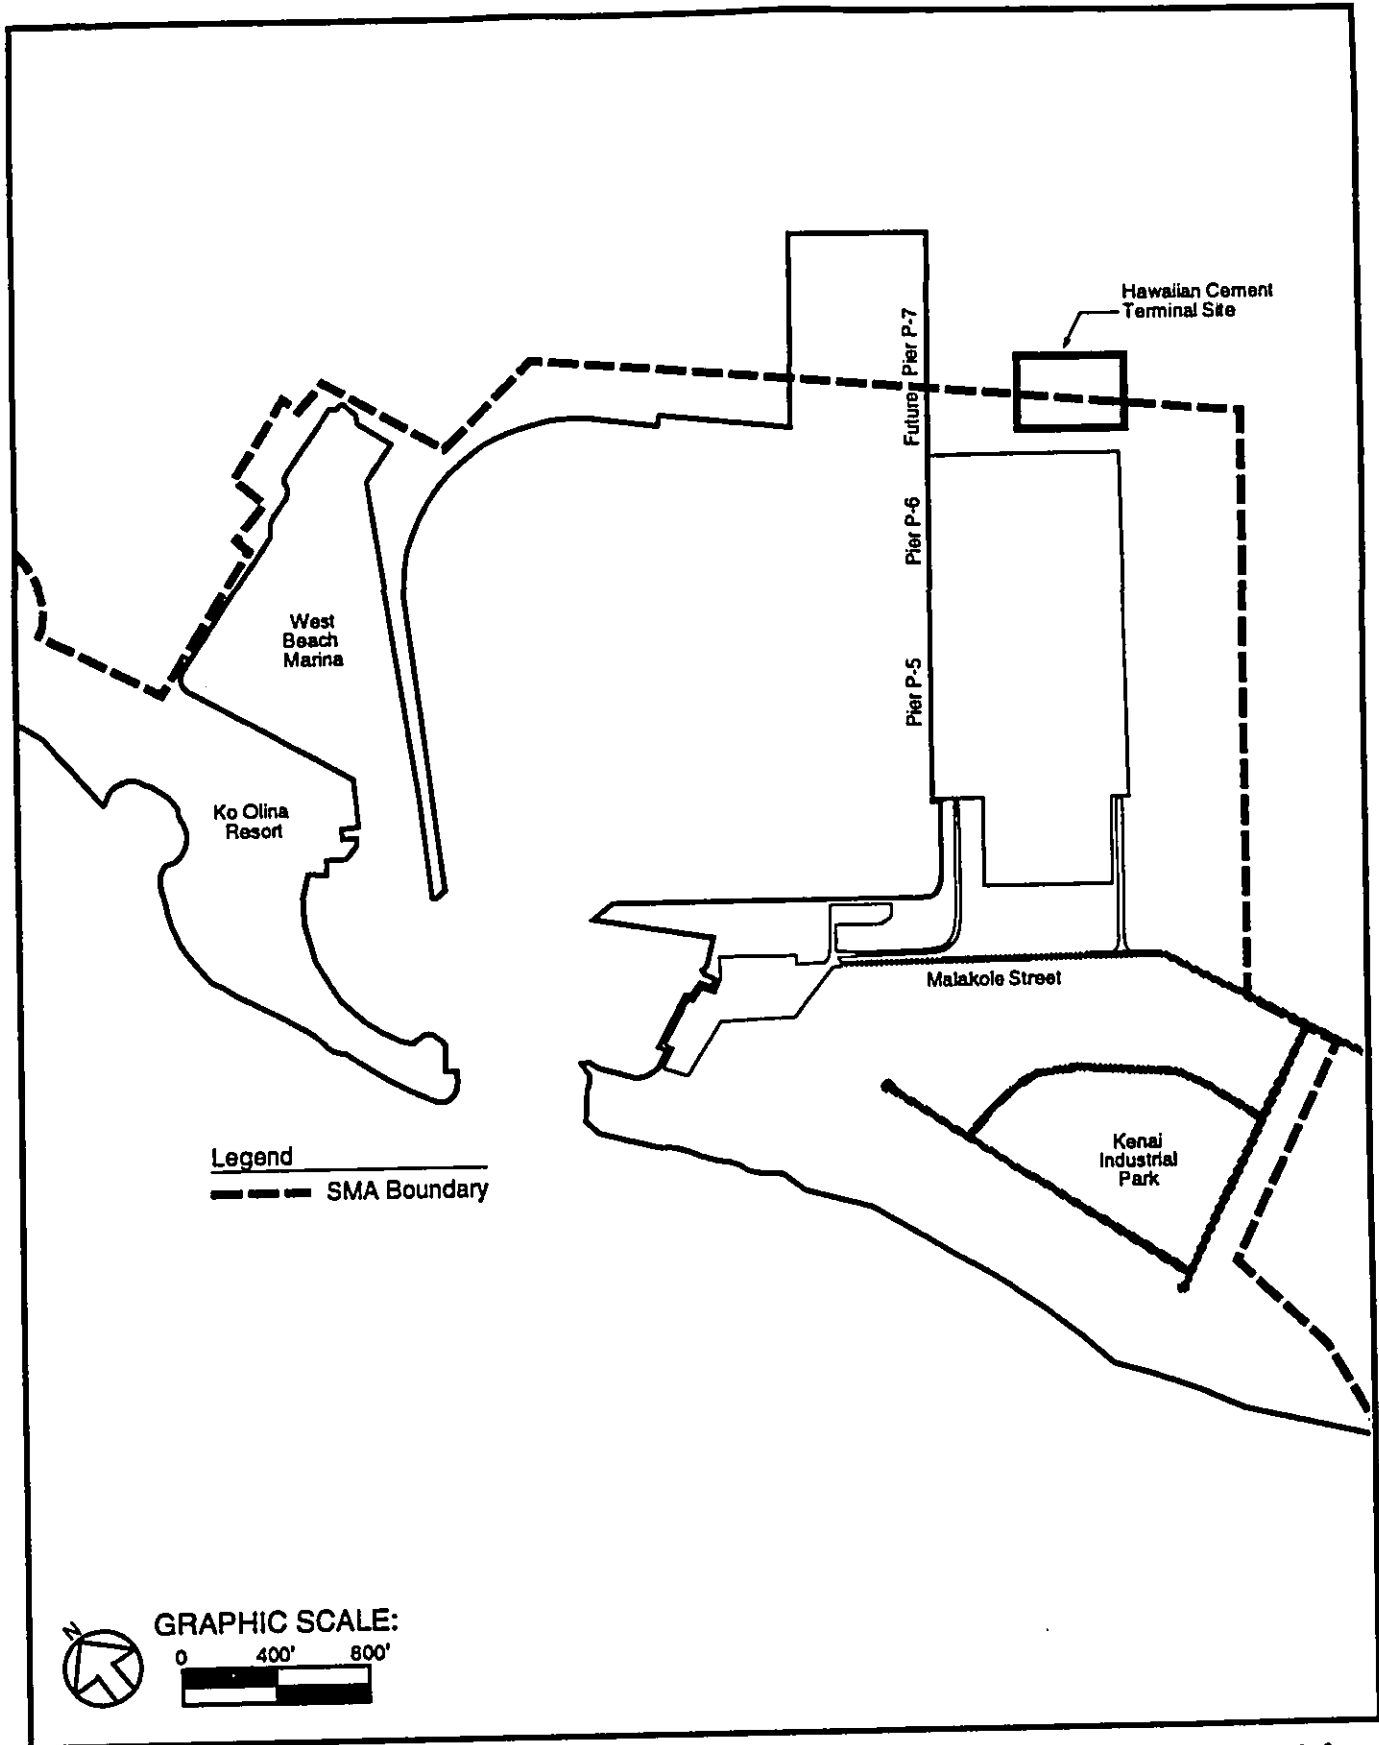 Hawaiian Cement
Terminal Site
Future Pier P-7
Pier P-6
Pier P-5
West
Beach
Marina
Ko Olina
Resort
Malakole Street
Kenai
Industrial
Park
Legend
SMA Boundary
N
GRAPHIC SCALE:
0 400' 800'